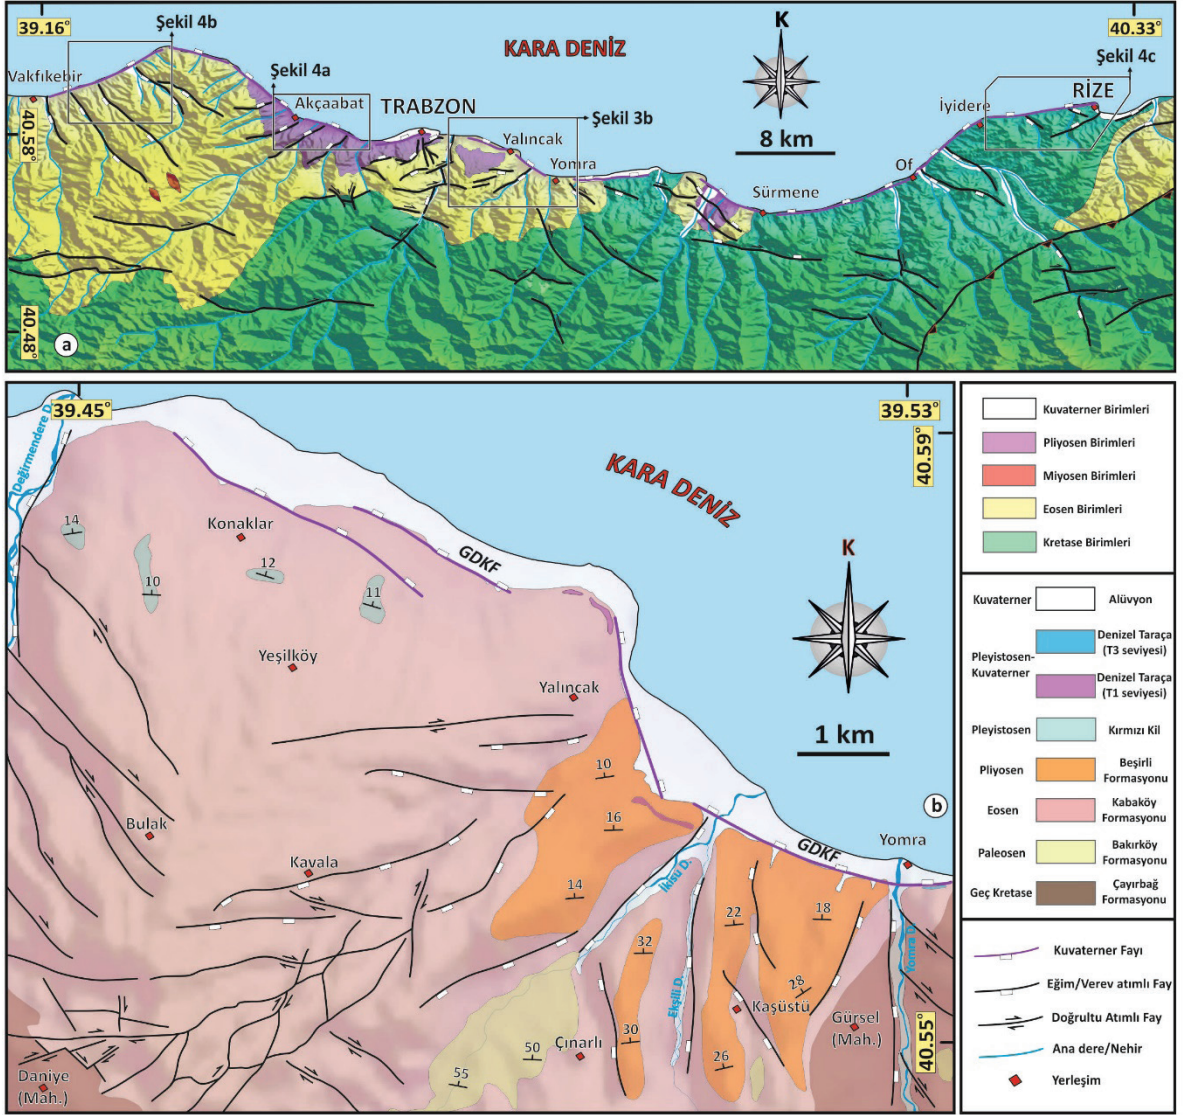 39.16°
Şekil 4b
K
40.33°
KARA DENİZ
Şekil 4c
Vakfıkebir
Şekil 4a
Akçaabat
TRABZON
RİZE
İyidere
Şekil 3b
8 km
40.58°
Yalıncak
Yomra
Of
Sürmene
40.48°
a
39.45°
39.53°
40.59°
Değirmendere D.
KARA DENİZ
14
Konaklar
GDKF
K
12
10
11
Yeşilköy
Yalıncak
1 km
10
b
16
Bulak
GDKF
Yomra
Kavala
İkisu D.
14
22
18
32
Yomra D.
28
Ekşili D.
Kaşüstü
Gürsel
(Mah.)
30
40.55°
50
Çınarlı
26
55
Daniye
(Mah.)
Kuvaterner Birimleri
Pliyosen Birimleri
Miyosen Birimleri
Eosen Birimleri
Kretase Birimleri
Kuvaterner
Alüvyon
Pleyistosen-
Kuvaterner
Denizel Taraça
(T3 seviyesi)
Denizel Taraça
(T1 seviyesi)
Pleyistosen
Kırmızı Kil
Pliyosen
Beşirli
Formasyonu
Eosen
Kabaköy
Formasyonu
Paleosen
Bakırköy
Formasyonu
Geç Kretase
Çayırbağ
Formasyonu
Kuvaterner Fayı
Eğim/Verev atımlı Fay
Doğrultu Atımlı Fay
Ana dere/Nehir
Yerleşim